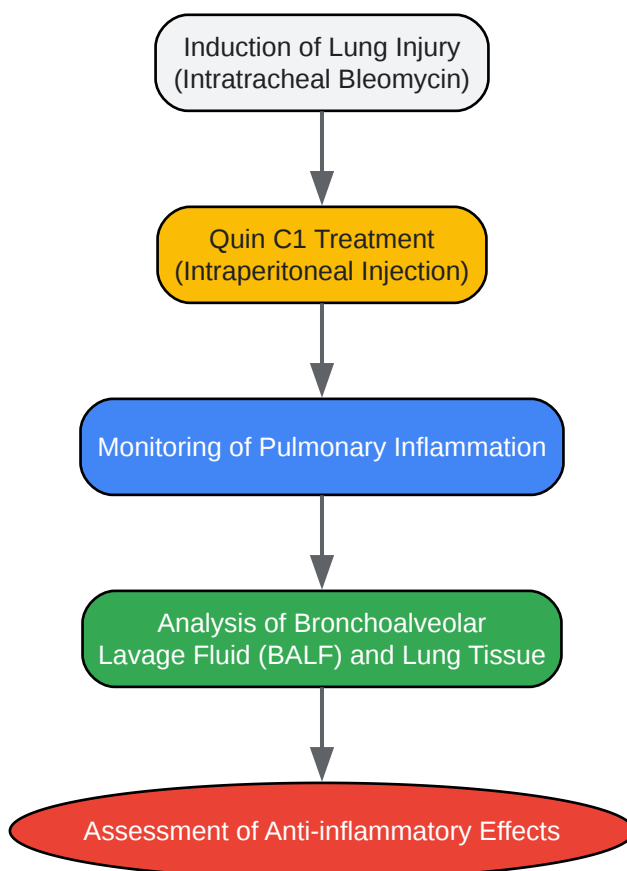 Induction of Lung Injury
(Intratracheal Bleomycin)
Quin C1 Treatment
(Intraperitoneal Injection)
Monitoring of Pulmonary Inflammation
Analysis of Bronchoalveolar
Lavage Fluid (BALF) and Lung Tissue
Assessment of Anti-inflammatory Effects